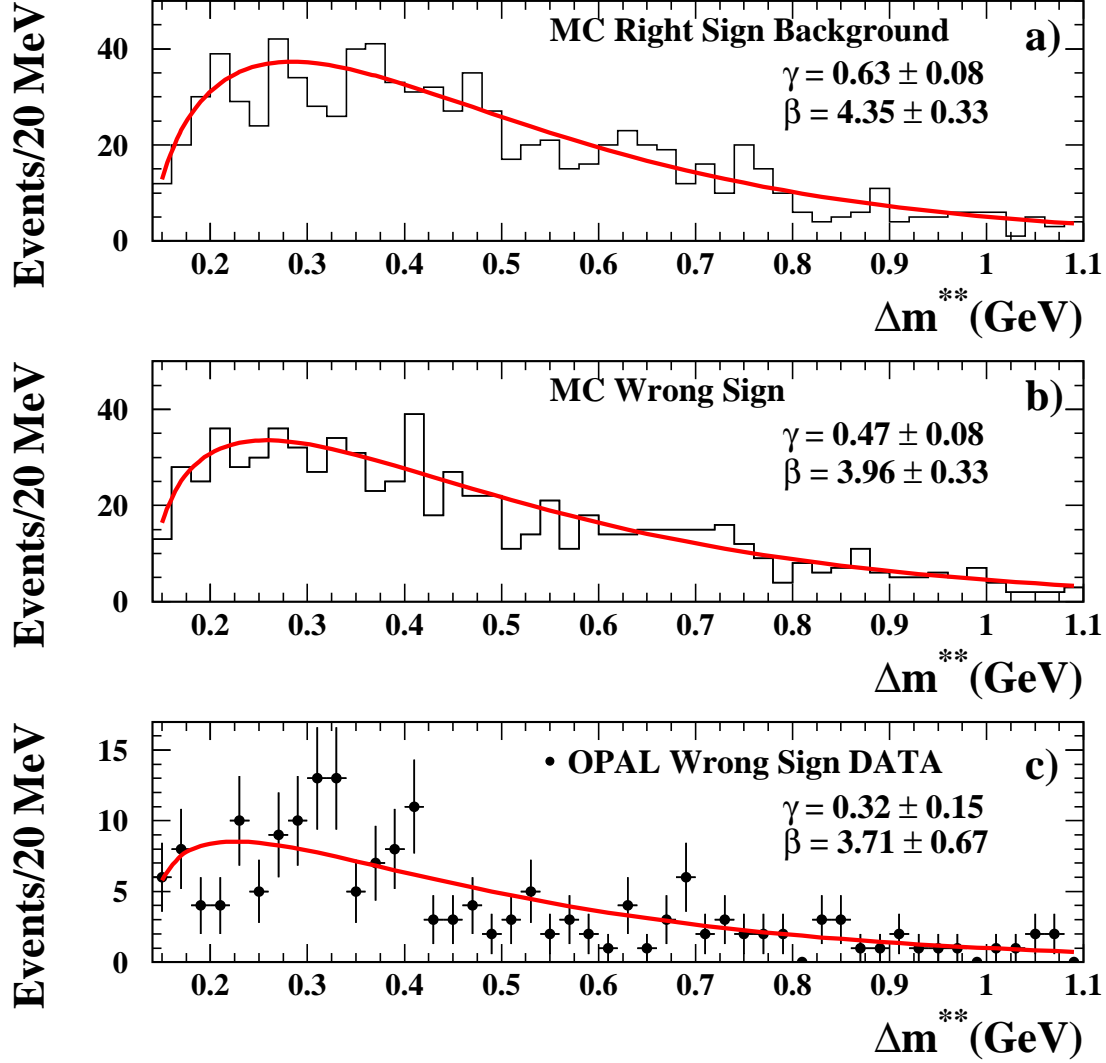 Events/20 MeV
MC Right Sign Background
a)
γ = 0.63 ± 0.08
β = 4.35 ± 0.33
40
20
0
0.2 0.3 0.4 0.5 0.6 0.7 0.8 0.9 1 1.1
Δm**(GeV)
Events/20 MeV
MC Wrong Sign
b)
γ = 0.47 ± 0.08
β = 3.96 ± 0.33
40
20
0
0.2 0.3 0.4 0.5 0.6 0.7 0.8 0.9 1 1.1
Δm**(GeV)
Events/20 MeV
• OPAL Wrong Sign DATA
c)
γ = 0.32 ± 0.15
β = 3.71 ± 0.67
15
10
5
0
0.2 0.3 0.4 0.5 0.6 0.7 0.8 0.9 1 1.1
Δm**(GeV)